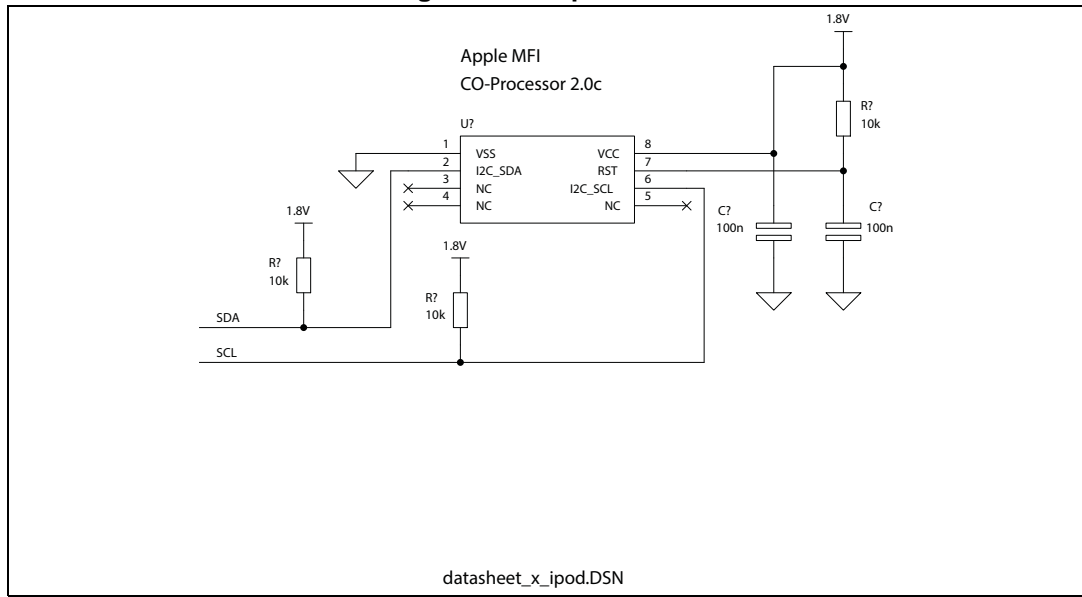 1.8V
Apple MFI
CO-Processor 2.0c
R?
10k
U?
1 VSS VCC 8
2 I2C_SDA RST 7
3 NC I2C_SCL 6
4 NC NC 5
C?
100n
C?
100n
1.8V
R?
10k
1.8V
R?
10k
SDA
SCL
datasheet_x_ipod.DSN